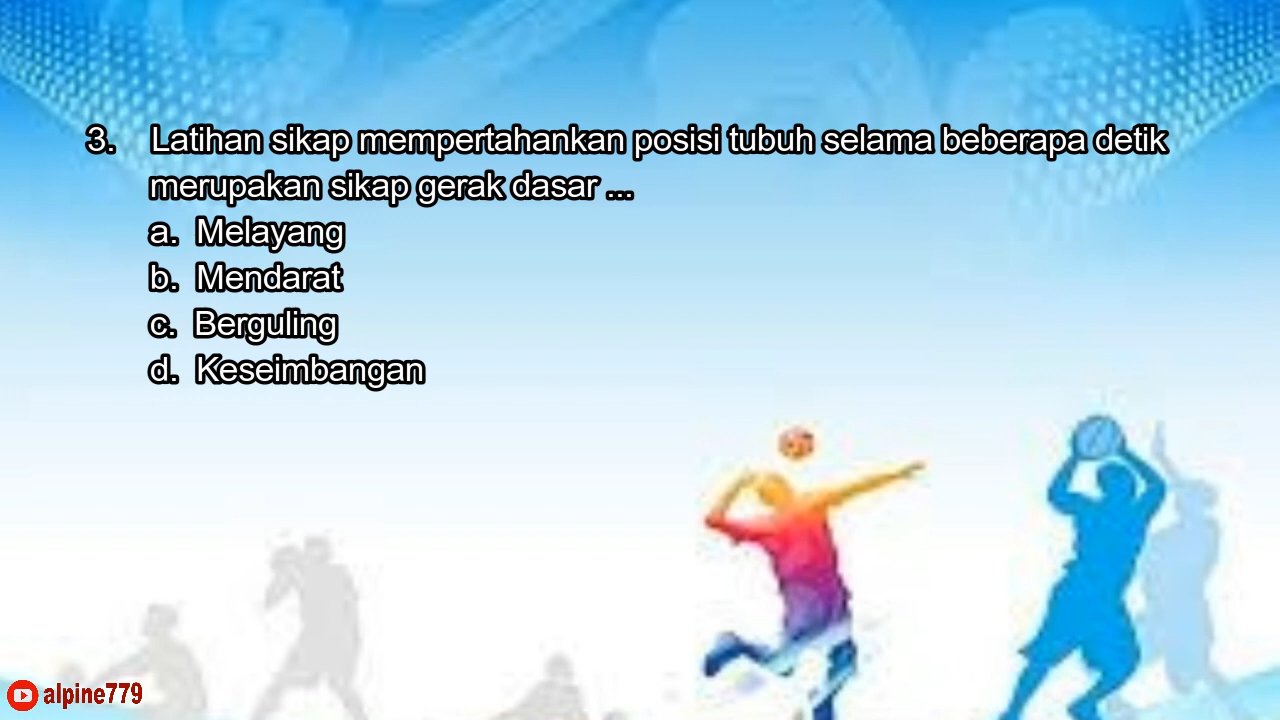 3. Latihan sikap mempertahankan posisi tubuh selama beberapa detik
merupakan sikap gerak dasar ...
a. Melayang
b. Mendarat
c. Berguling
d. Keseimbangan
alpine779